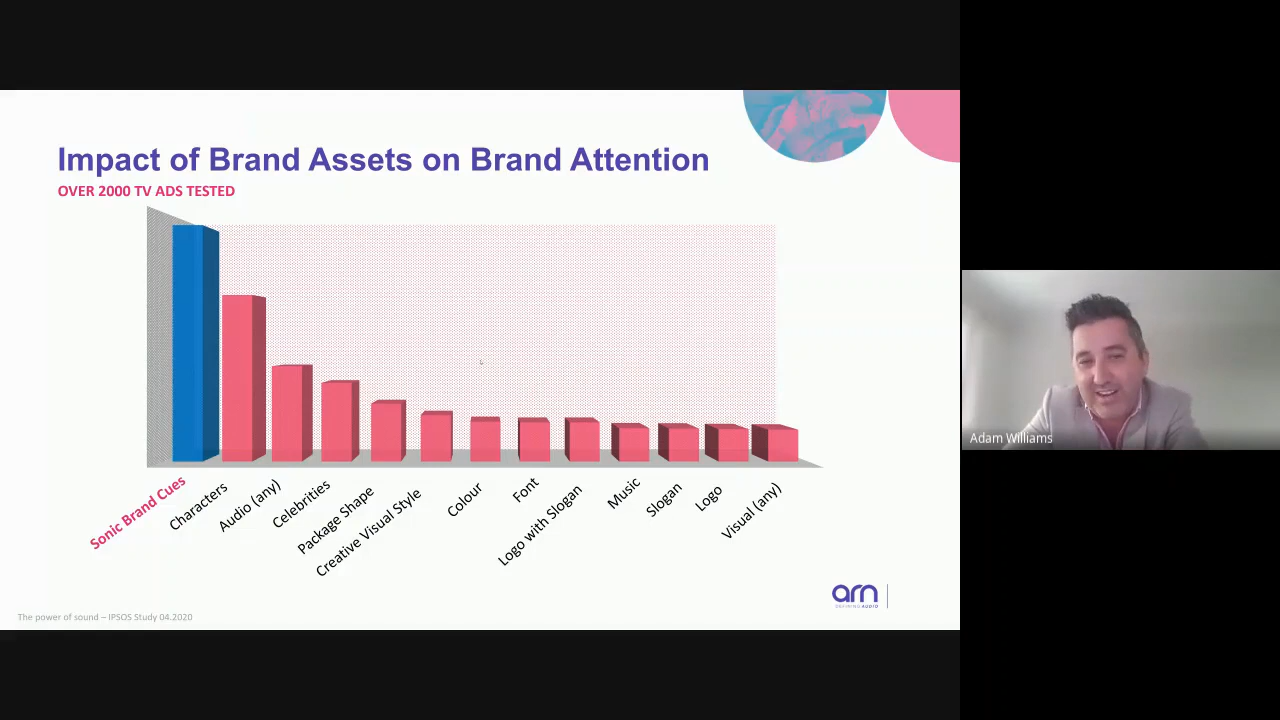 Impact of Brand Assets on Brand Attention
OVER 2000 TV ADS TESTED
Sonic Brand Cues
Characters
Audio (any)
Celebrities
Package Shape
Creative Visual Style
Colour
Font
Logo with Slogan
Music
Slogan
Logo
Visual (any)
arn
DEFINING AUDIO
The power of sound – IPSOS Study 04.2020
Adam Williams